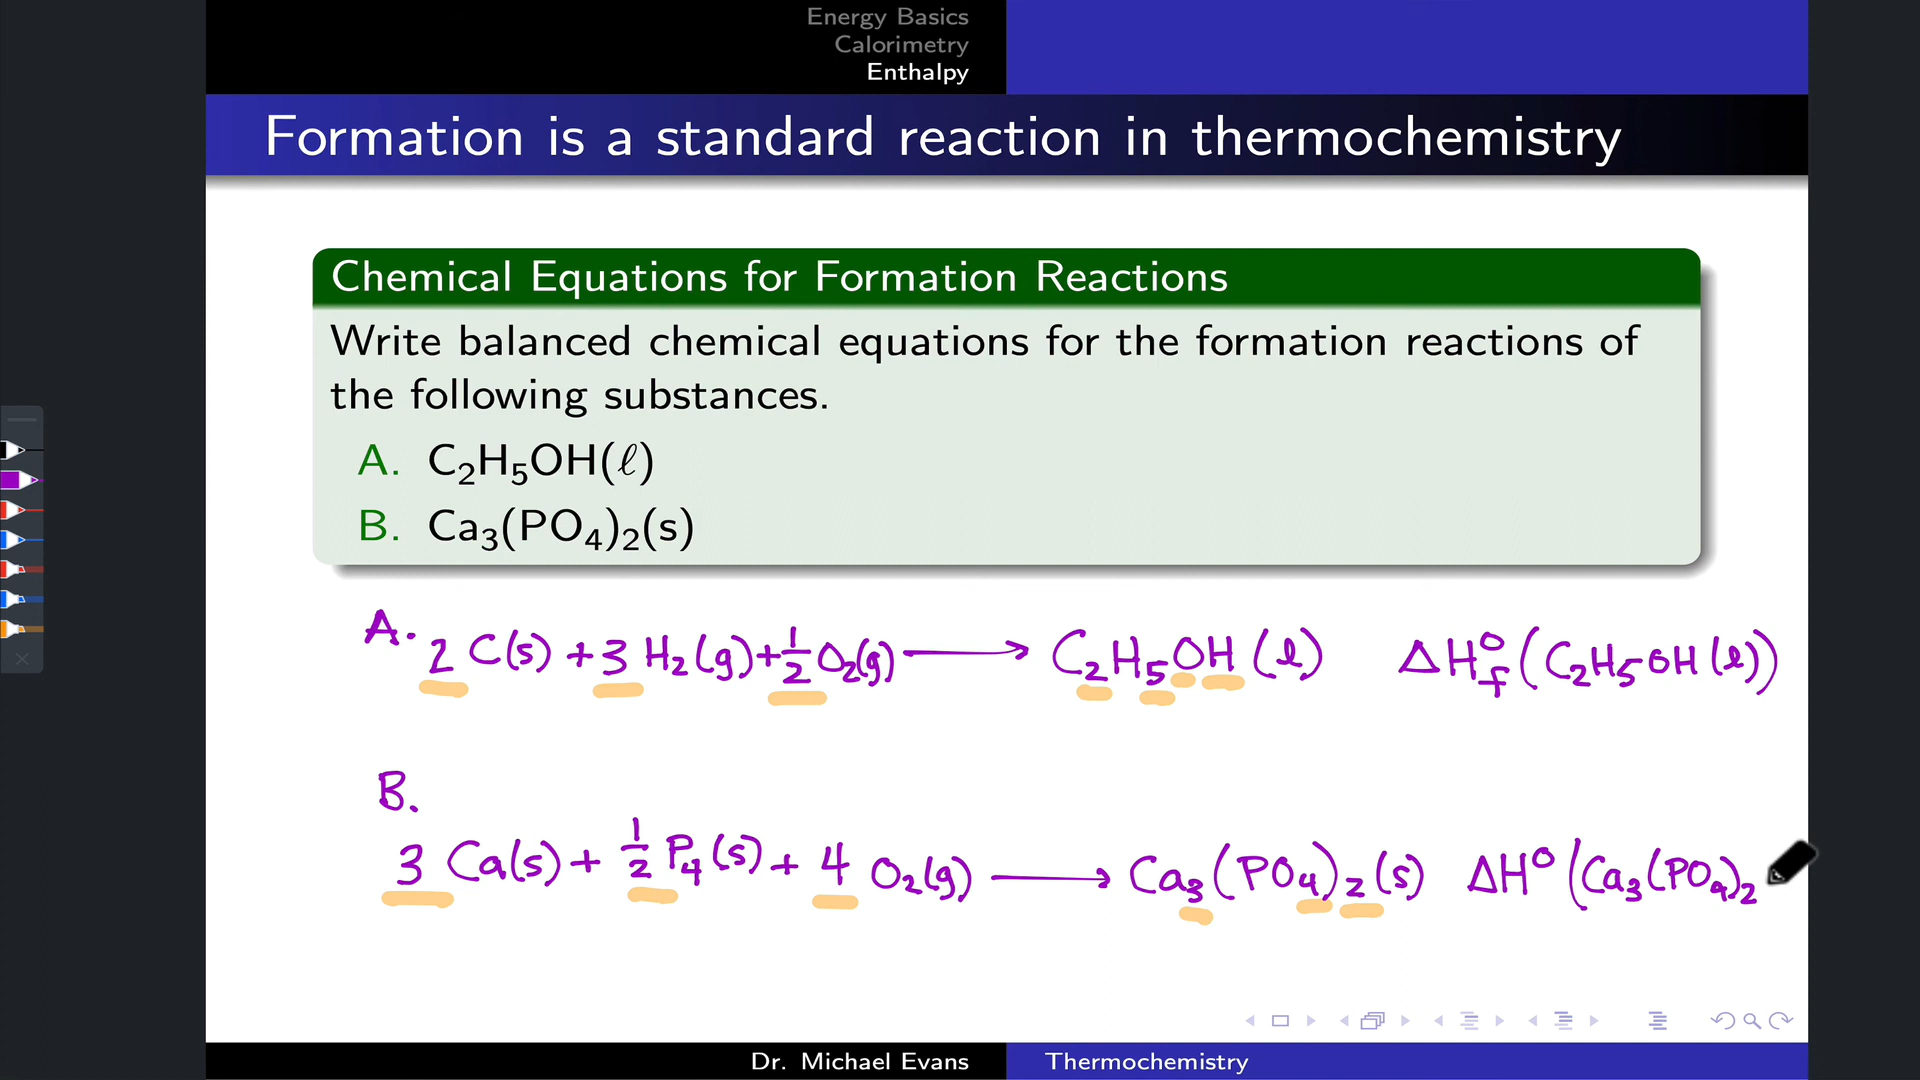 Energy Basics
Calorimetry
Enthalpy
Formation is a standard reaction in thermochemistry
Chemical Equations for Formation Reactions
Write balanced chemical equations for the formation reactions of
the following substances.
A. C₂H₅OH(ℓ)
B. Ca₃(PO₄)₂(s)
A. 2 C(s) + 3 H₂(g) + ½ O₂(g) ⟶ C₂H₅OH(ℓ) ΔH°f(C₂H₅OH(ℓ))
B.
3 Ca(s) + ½ P₄(s) + 4 O₂(g) ⟶ Ca₃(PO₄)₂(s) ΔH°(Ca₃(PO₄)₂
Dr. Michael Evans Thermochemistry